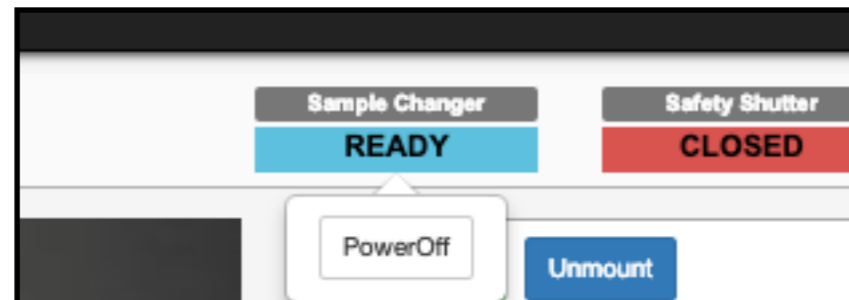 Sample Changer
Safety Shutter
READY
CLOSED
PowerOff
Unmount